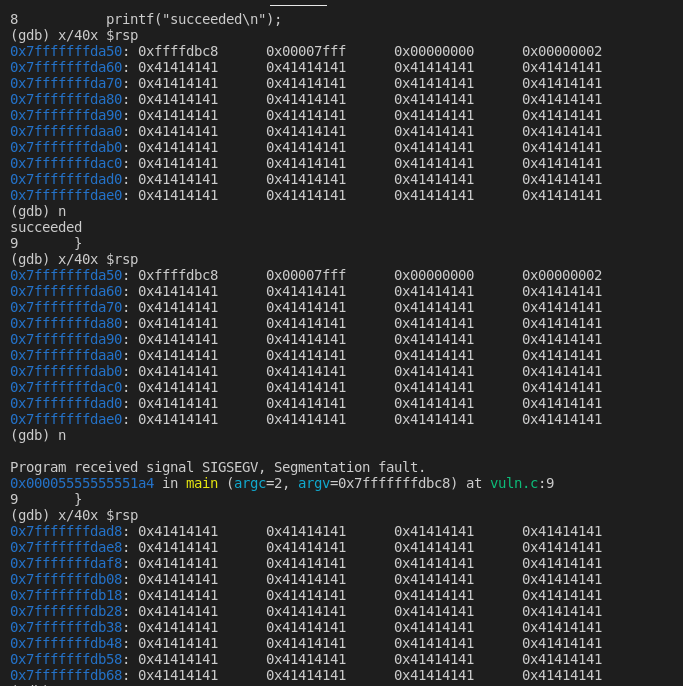 8           printf("succeeded\n");
(gdb) x/40x $rsp
0x7fffffffda50: 0xffffdbc8      0x00007fff      0x00000000      0x00000002
0x7fffffffda60: 0x41414141      0x41414141      0x41414141      0x41414141
0x7fffffffda70: 0x41414141      0x41414141      0x41414141      0x41414141
0x7fffffffda80: 0x41414141      0x41414141      0x41414141      0x41414141
0x7fffffffda90: 0x41414141      0x41414141      0x41414141      0x41414141
0x7fffffffdaa0: 0x41414141      0x41414141      0x41414141      0x41414141
0x7fffffffdab0: 0x41414141      0x41414141      0x41414141      0x41414141
0x7fffffffdac0: 0x41414141      0x41414141      0x41414141      0x41414141
0x7fffffffdad0: 0x41414141      0x41414141      0x41414141      0x41414141
0x7fffffffdae0: 0x41414141      0x41414141      0x41414141      0x41414141
(gdb) n
succeeded
9       }
(gdb) x/40x $rsp
0x7fffffffda50: 0xffffdbc8      0x00007fff      0x00000000      0x00000002
0x7fffffffda60: 0x41414141      0x41414141      0x41414141      0x41414141
0x7fffffffda70: 0x41414141      0x41414141      0x41414141      0x41414141
0x7fffffffda80: 0x41414141      0x41414141      0x41414141      0x41414141
0x7fffffffda90: 0x41414141      0x41414141      0x41414141      0x41414141
0x7fffffffdaa0: 0x41414141      0x41414141      0x41414141      0x41414141
0x7fffffffdab0: 0x41414141      0x41414141      0x41414141      0x41414141
0x7fffffffdac0: 0x41414141      0x41414141      0x41414141      0x41414141
0x7fffffffdad0: 0x41414141      0x41414141      0x41414141      0x41414141
0x7fffffffdae0: 0x41414141      0x41414141      0x41414141      0x41414141
(gdb) n
Program received signal SIGSEGV, Segmentation fault.
0x00005555555551a4 in main (argc=2, argv=0x7fffffffdbc8) at vuln.c:9
9       }
(gdb) x/40x $rsp
0x7fffffffdad8: 0x41414141      0x41414141      0x41414141      0x41414141
0x7fffffffdae8: 0x41414141      0x41414141      0x41414141      0x41414141
0x7fffffffdaf8: 0x41414141      0x41414141      0x41414141      0x41414141
0x7fffffffdb08: 0x41414141      0x41414141      0x41414141      0x41414141
0x7fffffffdb18: 0x41414141      0x41414141      0x41414141      0x41414141
0x7fffffffdb28: 0x41414141      0x41414141      0x41414141      0x41414141
0x7fffffffdb38: 0x41414141      0x41414141      0x41414141      0x41414141
0x7fffffffdb48: 0x41414141      0x41414141      0x41414141      0x41414141
0x7fffffffdb58: 0x41414141      0x41414141      0x41414141      0x41414141
0x7fffffffdb68: 0x41414141      0x41414141      0x41414141      0x41414141